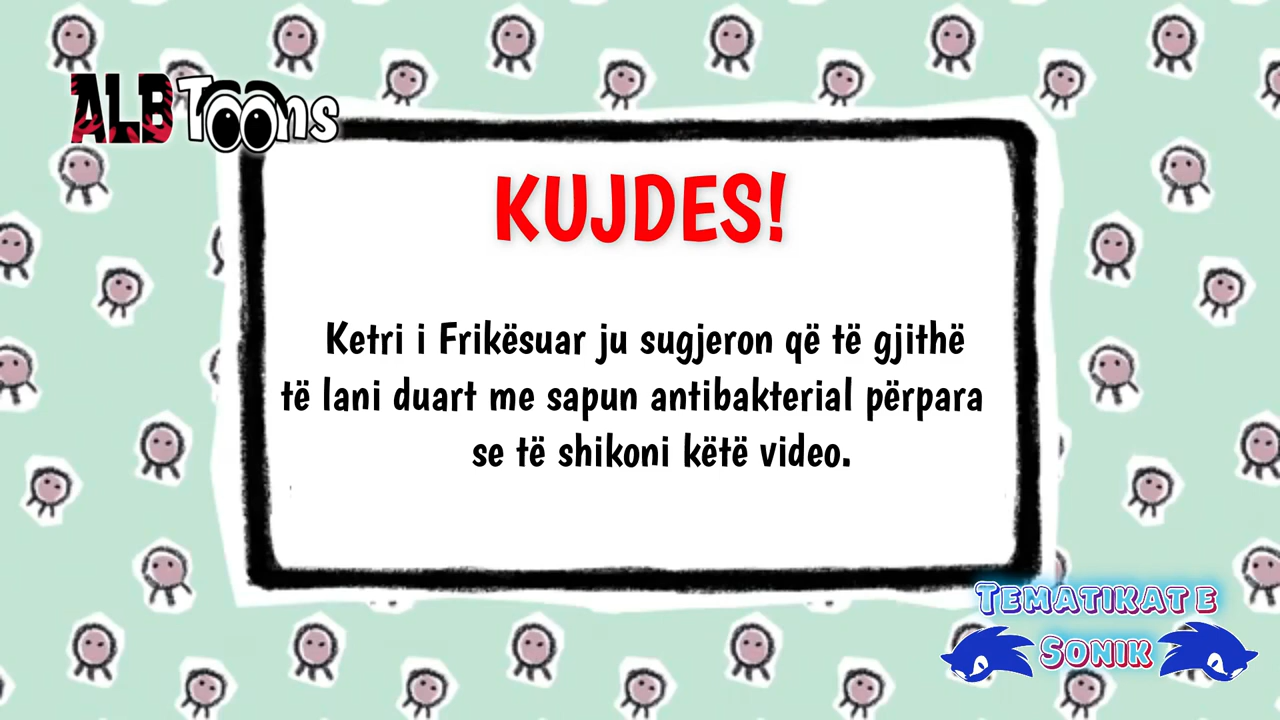 ALBToons
KUJDES!
Ketri i Frikësuar ju sugjeron që të gjithë
të lani duart me sapun antibakterial përpara
se të shikoni këtë video.
TEMATIKAT E
SONIK